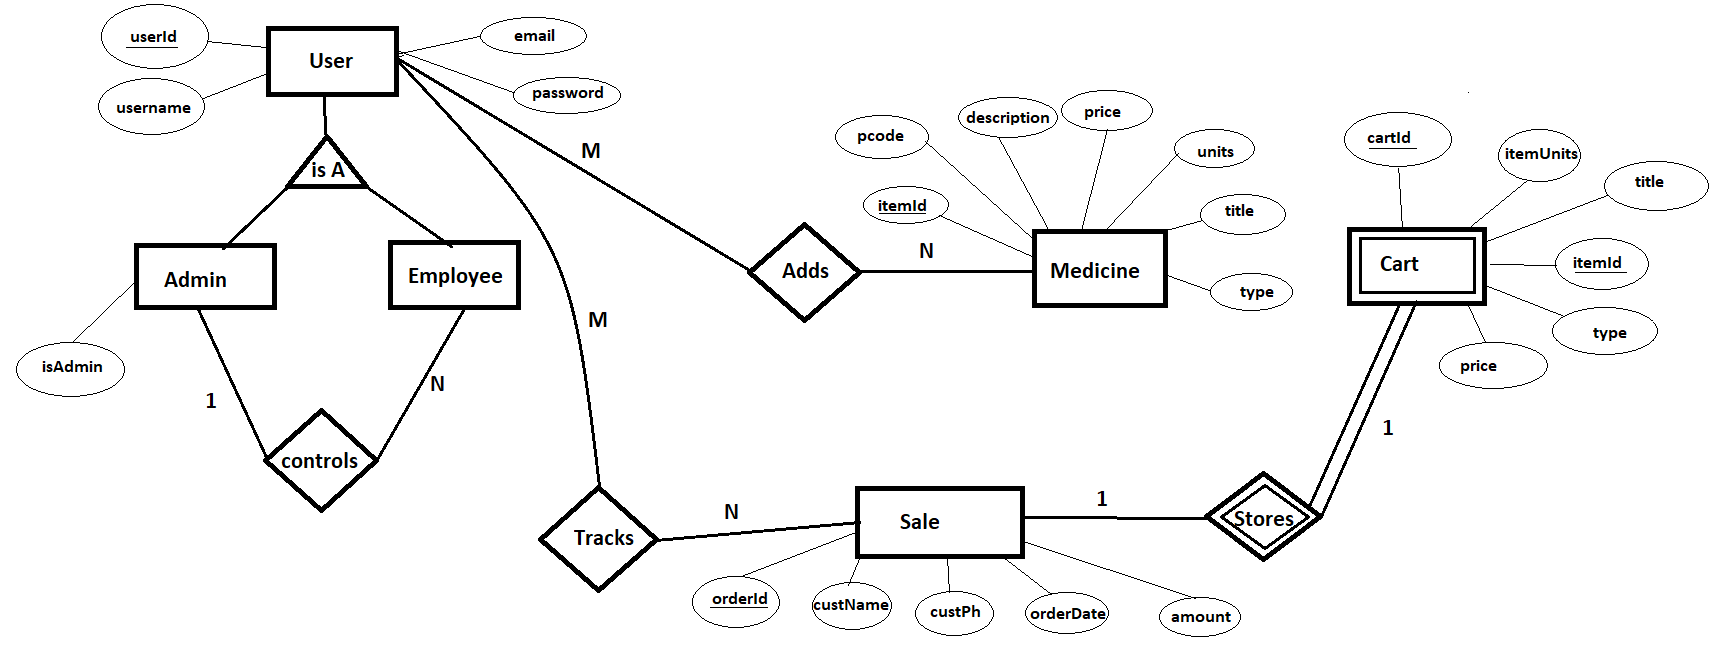 userId
User
email
username
password
is A
M
pcode
description
price
units
itemId
title
cartId
itemUnits
title
Admin
Employee
Adds
N
Medicine
type
Cart
itemId
type
price
isAdmin
M
1
N
controls
1
Tracks
N
Sale
1
Stores
orderId
custName
custPh
orderDate
amount